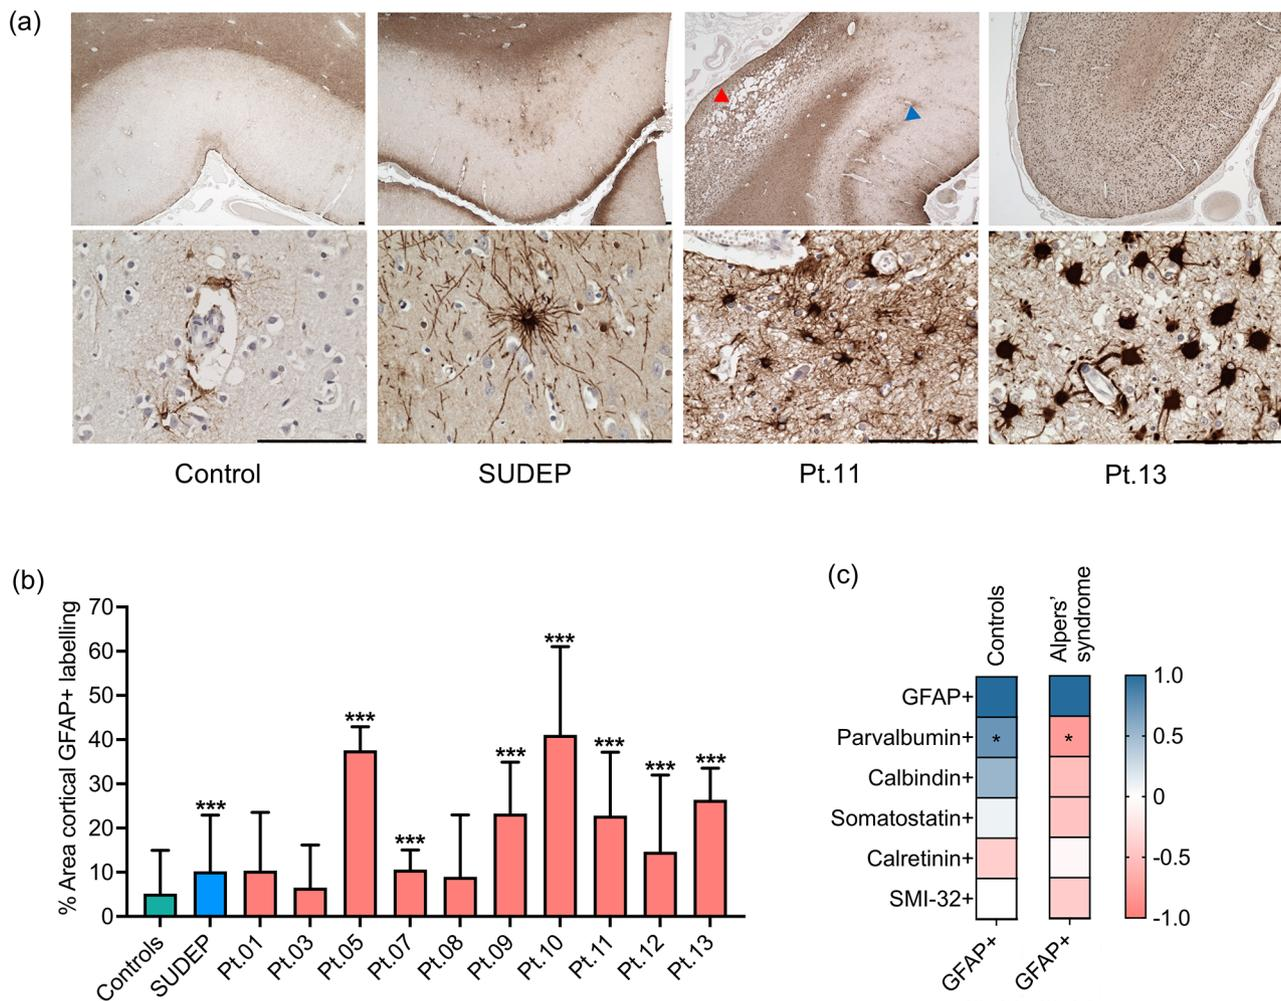 (a)
Control
SUDEP
Pt.11
Pt.13
(b)
% Area cortical GFAP+ labelling
70
60
50
40
30
20
10
0
***
***
***
***
***
***
***
***
Controls
SUDEP
Pt.01
Pt.03
Pt.05
Pt.07
Pt.08
Pt.09
Pt.10
Pt.11
Pt.12
Pt.13
(c)
Controls
Alpers'
syndrome
GFAP+
Parvalbumin+
Calbindin+
Somatostatin+
Calretinin+
SMI-32+
*
*
GFAP+
GFAP+
1.0
0.5
0
-0.5
-1.0